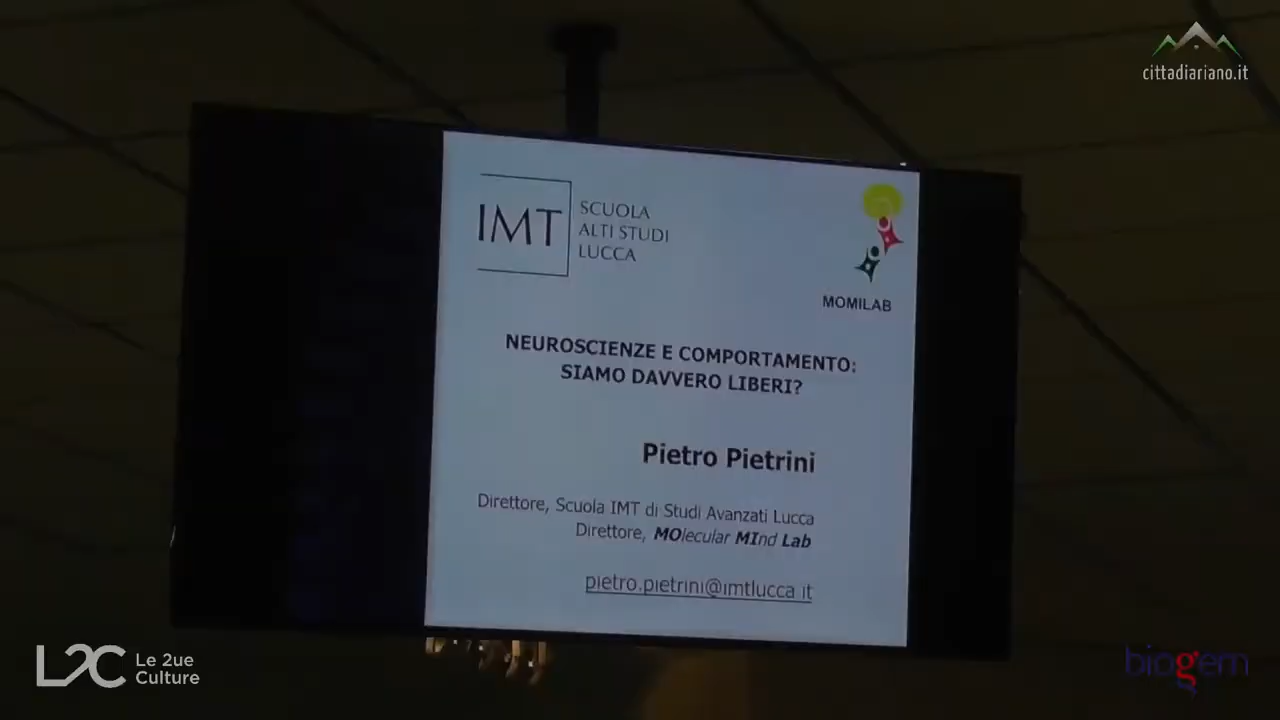 cittadiariano.it
IMT
SCUOLA
ALTI STUDI
LUCCA
MOMILAB
NEUROSCIENZE E COMPORTAMENTO:
SIAMO DAVVERO LIBERI?
Pietro Pietrini
Direttore, Scuola IMT di Studi Avanzati Lucca
Direttore, MOlecular MInd Lab
pietro.pietrini@imtlucca.it
L2C
Le 2ue
Culture
biogem